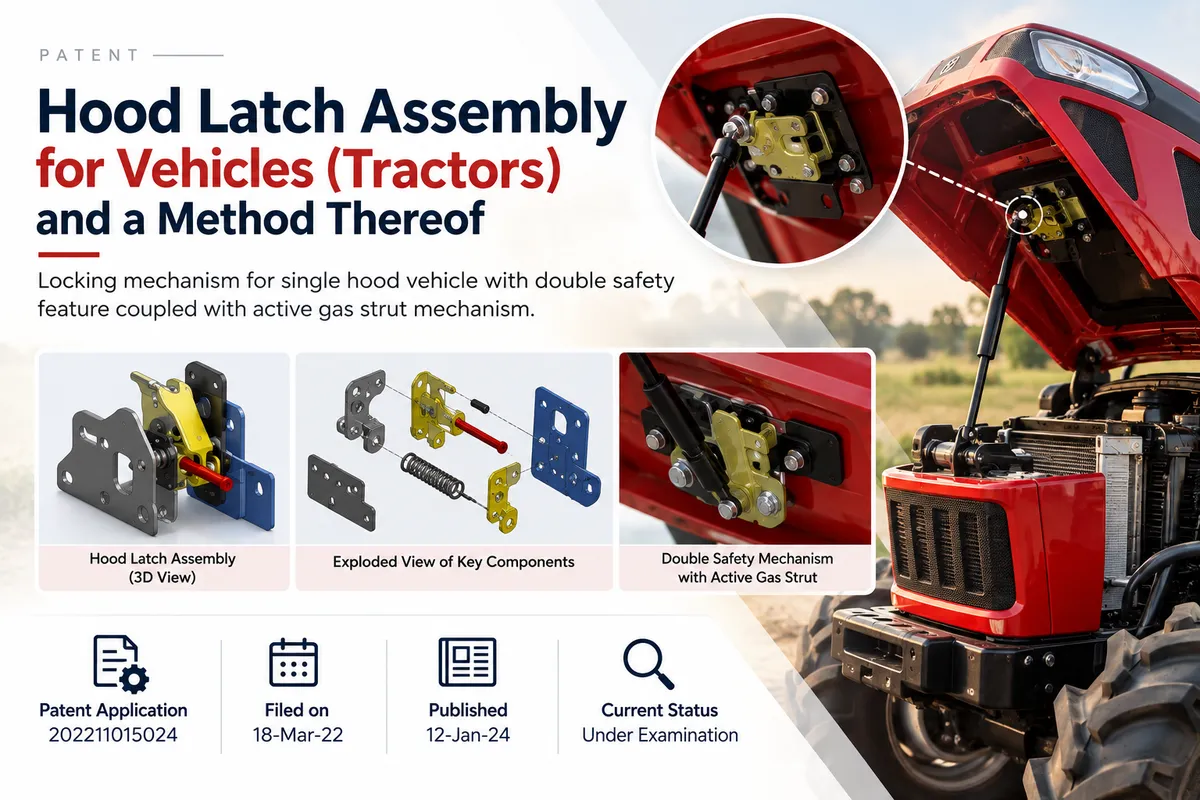 PATENT
Hood Latch Assembly
for Vehicles (Tractors)
and a Method Thereof
Locking mechanism for single hood vehicle with double safety
feature coupled with active gas strut mechanism.
Hood Latch Assembly
(3D View)
Exploded View of Key Components
Double Safety Mechanism
with Active Gas Strut
Patent Application
202211015024
Filed on
18-Mar-22
Published
12-Jan-24
Current Status
Under Examination